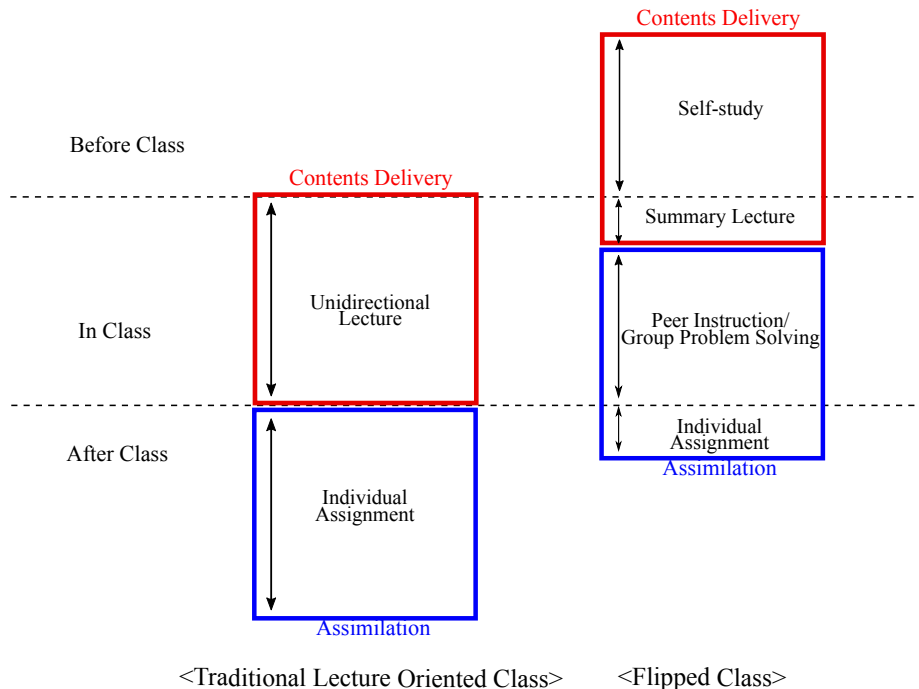 Contents Delivery
Self-study
Before Class
Contents Delivery
Summary Lecture
Unidirectional
Lecture
Peer Instruction/
Group Problem Solving
In Class
Individual
Assignment
After Class
Assimilation
Individual
Assignment
Assimilation
<Traditional Lecture Oriented Class>
<Flipped Class>